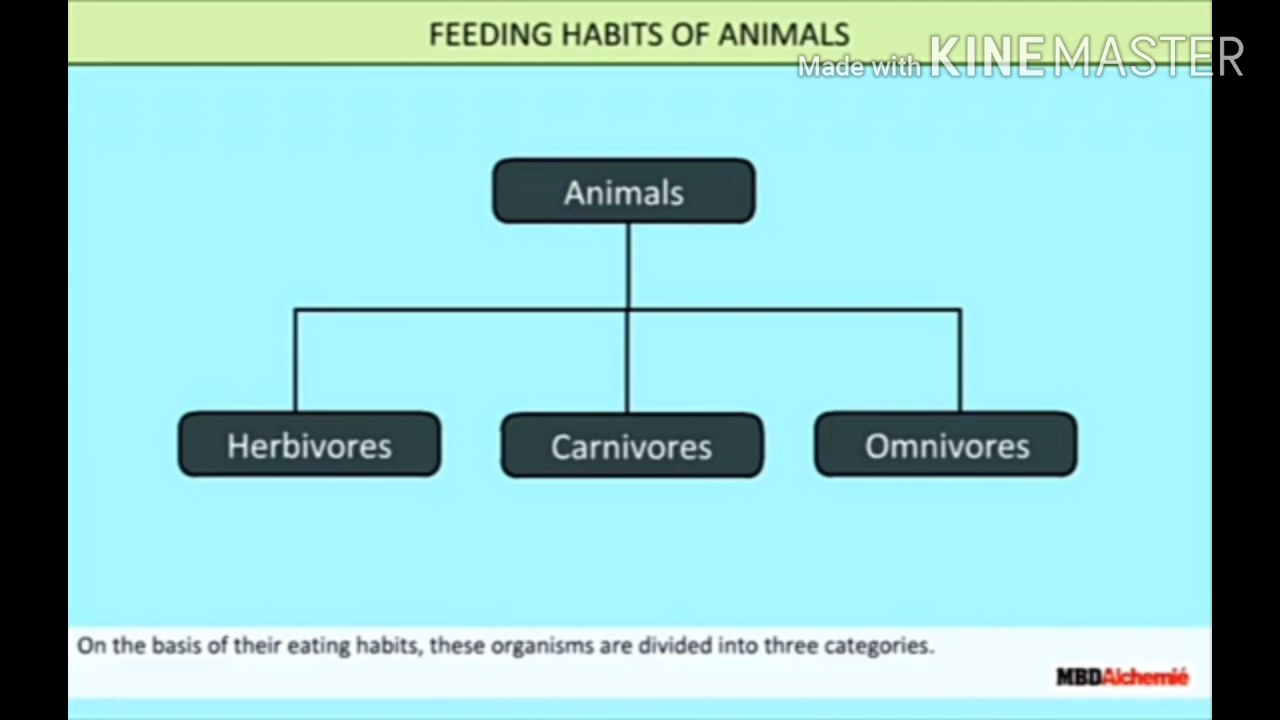 FEEDING HABITS OF ANIMALS
Made with KINEMASTER
Animals
Herbivores
Carnivores
Omnivores
On the basis of their eating habits, these organisms are divided into three categories.
MBDAlchemié